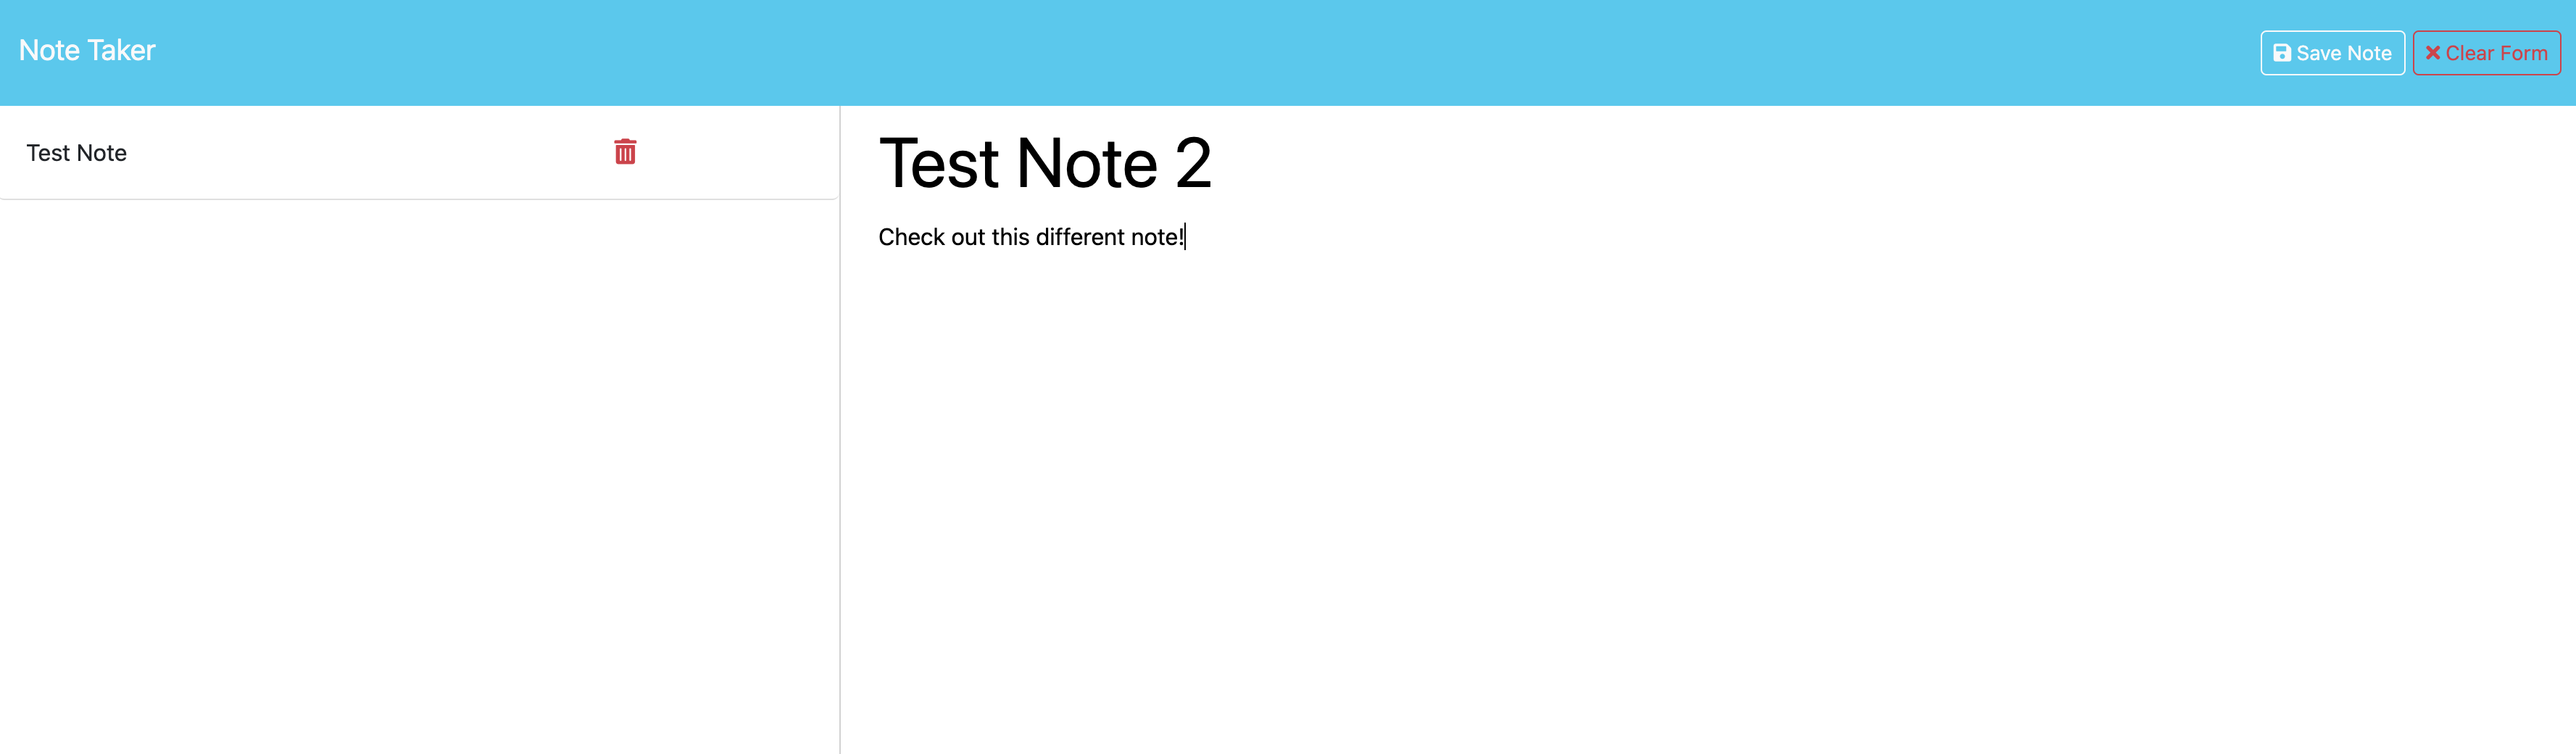 Note Taker
Save Note
Clear Form
Test Note
Test Note 2
Check out this different note!